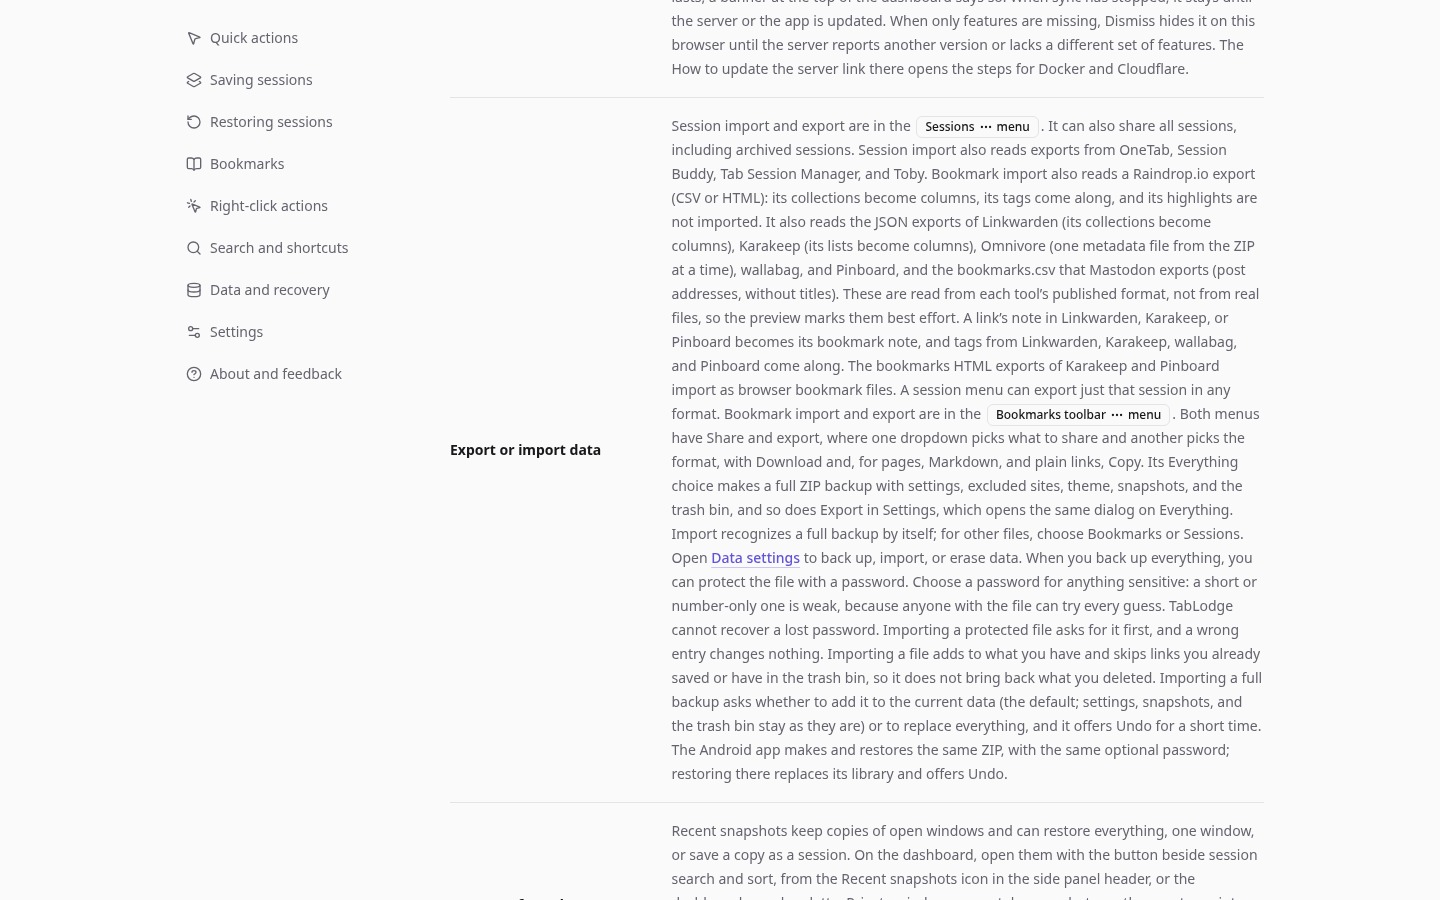 Quick actions
Saving sessions
Restoring sessions
Bookmarks
Right-click actions
Search and shortcuts
Data and recovery
Settings
About and feedback
the server or the app is updated. When only features are missing, Dismiss hides it on this
browser until the server reports another version or lacks a different set of features. The
How to update the server link there opens the steps for Docker and Cloudflare.
Export or import data
Session import and export are in the Sessions ··· menu. It can also share all sessions,
including archived sessions. Session import also reads exports from OneTab, Session
Buddy, Tab Session Manager, and Toby. Bookmark import also reads a Raindrop.io export
(CSV or HTML): its collections become columns, its tags come along, and its highlights are
not imported. It also reads the JSON exports of Linkwarden (its collections become
columns), Karakeep (its lists become columns), Omnivore (one metadata file from the ZIP
at a time), wallabag, and Pinboard, and the bookmarks.csv that Mastodon exports (post
addresses, without titles). These are read from each tool’s published format, not from real
files, so the preview marks them best effort. A link’s note in Linkwarden, Karakeep, or
Pinboard becomes its bookmark note, and tags from Linkwarden, Karakeep, wallabag,
and Pinboard come along. The bookmarks HTML exports of Karakeep and Pinboard
import as browser bookmark files. A session menu can export just that session in any
format. Bookmark import and export are in the Bookmarks toolbar ··· menu. Both menus
have Share and export, where one dropdown picks what to share and another picks the
format, with Download and, for pages, Markdown, and plain links, Copy. Its Everything
choice makes a full ZIP backup with settings, excluded sites, theme, snapshots, and the
trash bin, and so does Export in Settings, which opens the same dialog on Everything.
Import recognizes a full backup by itself; for other files, choose Bookmarks or Sessions.
Open Data settings to back up, import, or erase data. When you back up everything, you
can protect the file with a password. Choose a password for anything sensitive: a short or
number-only one is weak, because anyone with the file can try every guess. TabLodge
cannot recover a lost password. Importing a protected file asks for it first, and a wrong
entry changes nothing. Importing a file adds to what you have and skips links you already
saved or have in the trash bin, so it does not bring back what you deleted. Importing a full
backup asks whether to add it to the current data (the default; settings, snapshots, and
the trash bin stay as they are) or to replace everything, and it offers Undo for a short time.
The Android app makes and restores the same ZIP, with the same optional password;
restoring there replaces its library and offers Undo.
Recent snapshots keep copies of open windows and can restore everything, one window,
or save a copy as a session. On the dashboard, open them with the button beside session
search and sort, from the Recent snapshots icon in the side panel header, or the